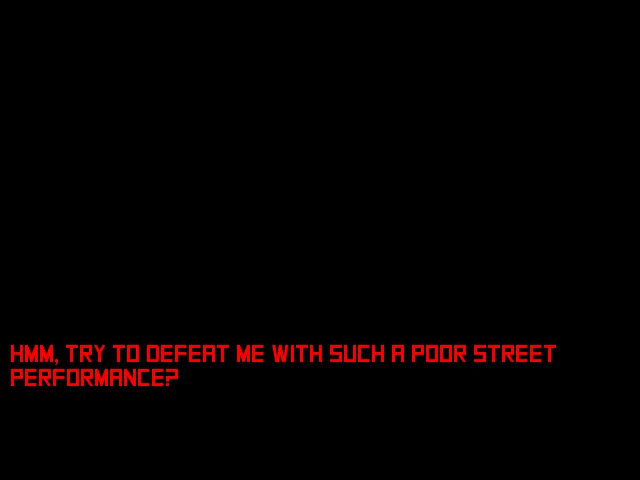 HMM, TRY TO DEFEAT ME WITH SUCH A POOR STREET
PERFORMANCE?